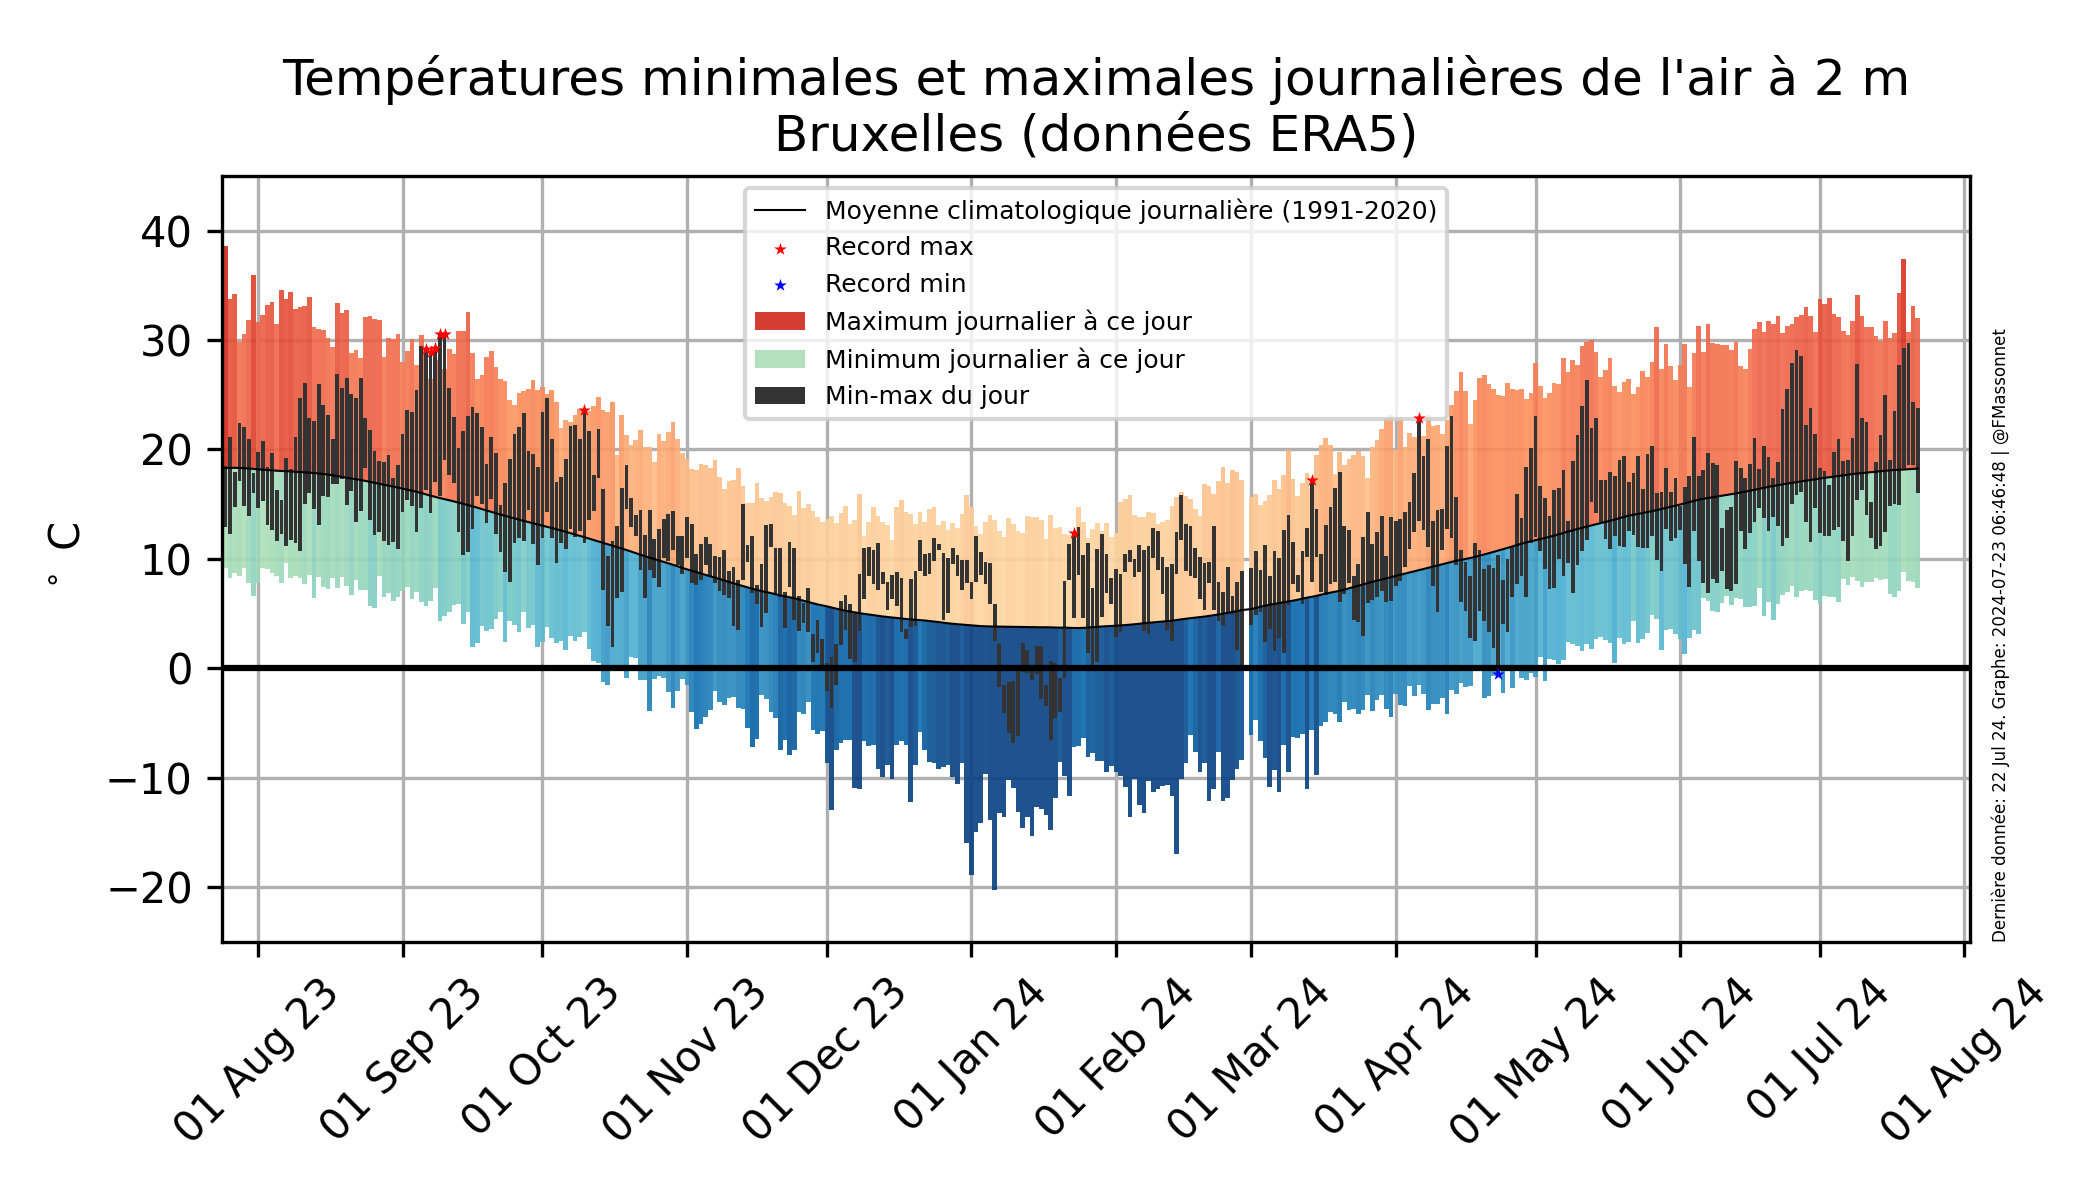 Températures minimales et maximales journalières de l'air à 2 m
Bruxelles (données ERA5)
Moyenne climatologique journalière (1991-2020)
Record max
Record min
Maximum journalier à ce jour
Minimum journalier à ce jour
Min-max du jour
° C
40
30
20
10
0
−10
−20
01 Aug 23
01 Sep 23
01 Oct 23
01 Nov 23
01 Dec 23
01 Jan 24
01 Feb 24
01 Mar 24
01 Apr 24
01 May 24
01 Jun 24
01 Jul 24
01 Aug 24
Dernière donnée: 22 Jul 24. Graphe: 2024-07-23 06:46:48 | @FMassonnet